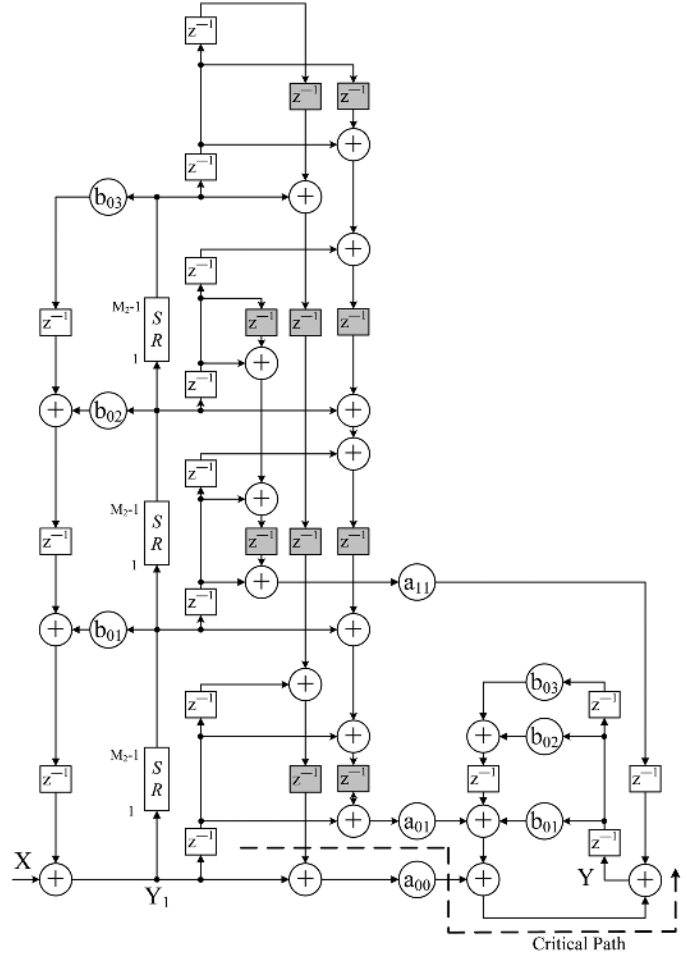 z⁻¹
z⁻¹ z⁻¹
z⁻¹
b₀₃
z⁻¹
M₂-1
z⁻¹ S R z⁻¹ z⁻¹ z⁻¹
1
z⁻¹
b₀₂
z⁻¹
M₂-1
z⁻¹ S R z⁻¹ z⁻¹ z⁻¹
1
a₁₁
z⁻¹
b₀₁
b₀₃
z⁻¹ z⁻¹
b₀₂
M₂-1
z⁻¹ S R z⁻¹ z⁻¹ z⁻¹ z⁻¹
1
a₀₁ b₀₁
z⁻¹ z⁻¹
X Y
a₀₀
Y₁
Critical Path